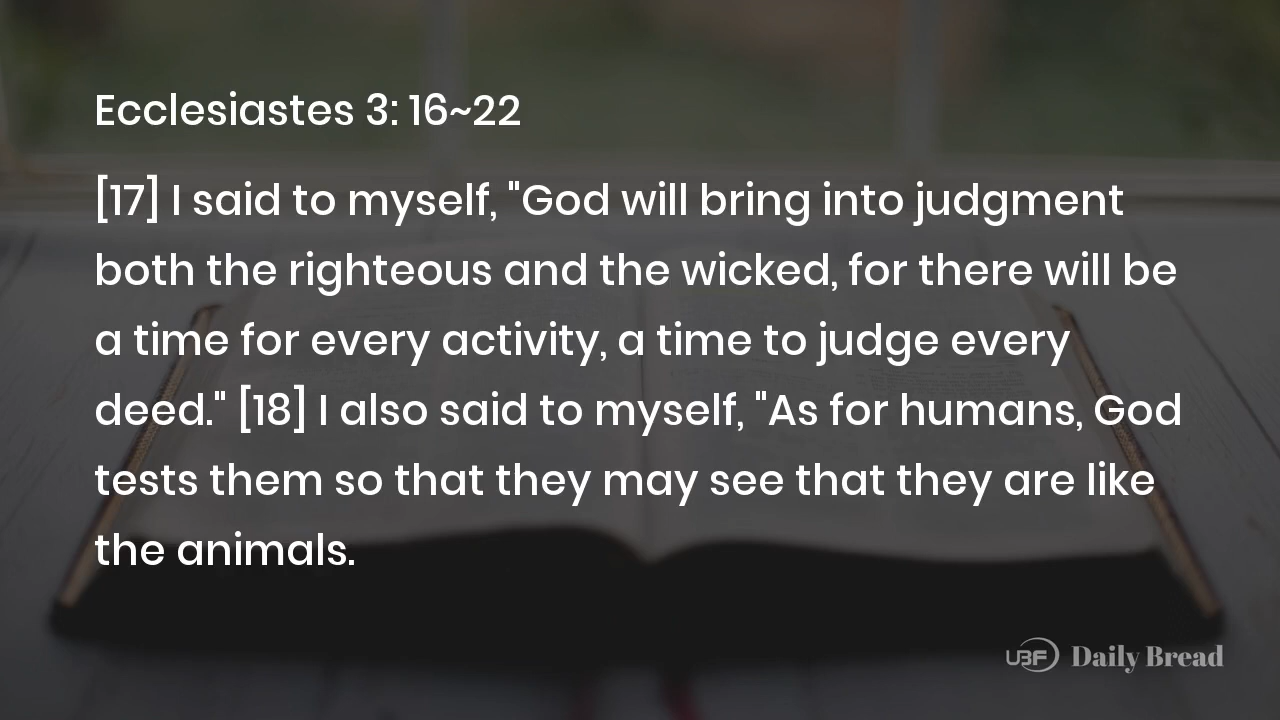 Ecclesiastes 3: 16~22
[17] I said to myself, "God will bring into judgment
both the righteous and the wicked, for there will be
a time for every activity, a time to judge every
deed." [18] I also said to myself, "As for humans, God
tests them so that they may see that they are like
the animals.
UBF Daily Bread